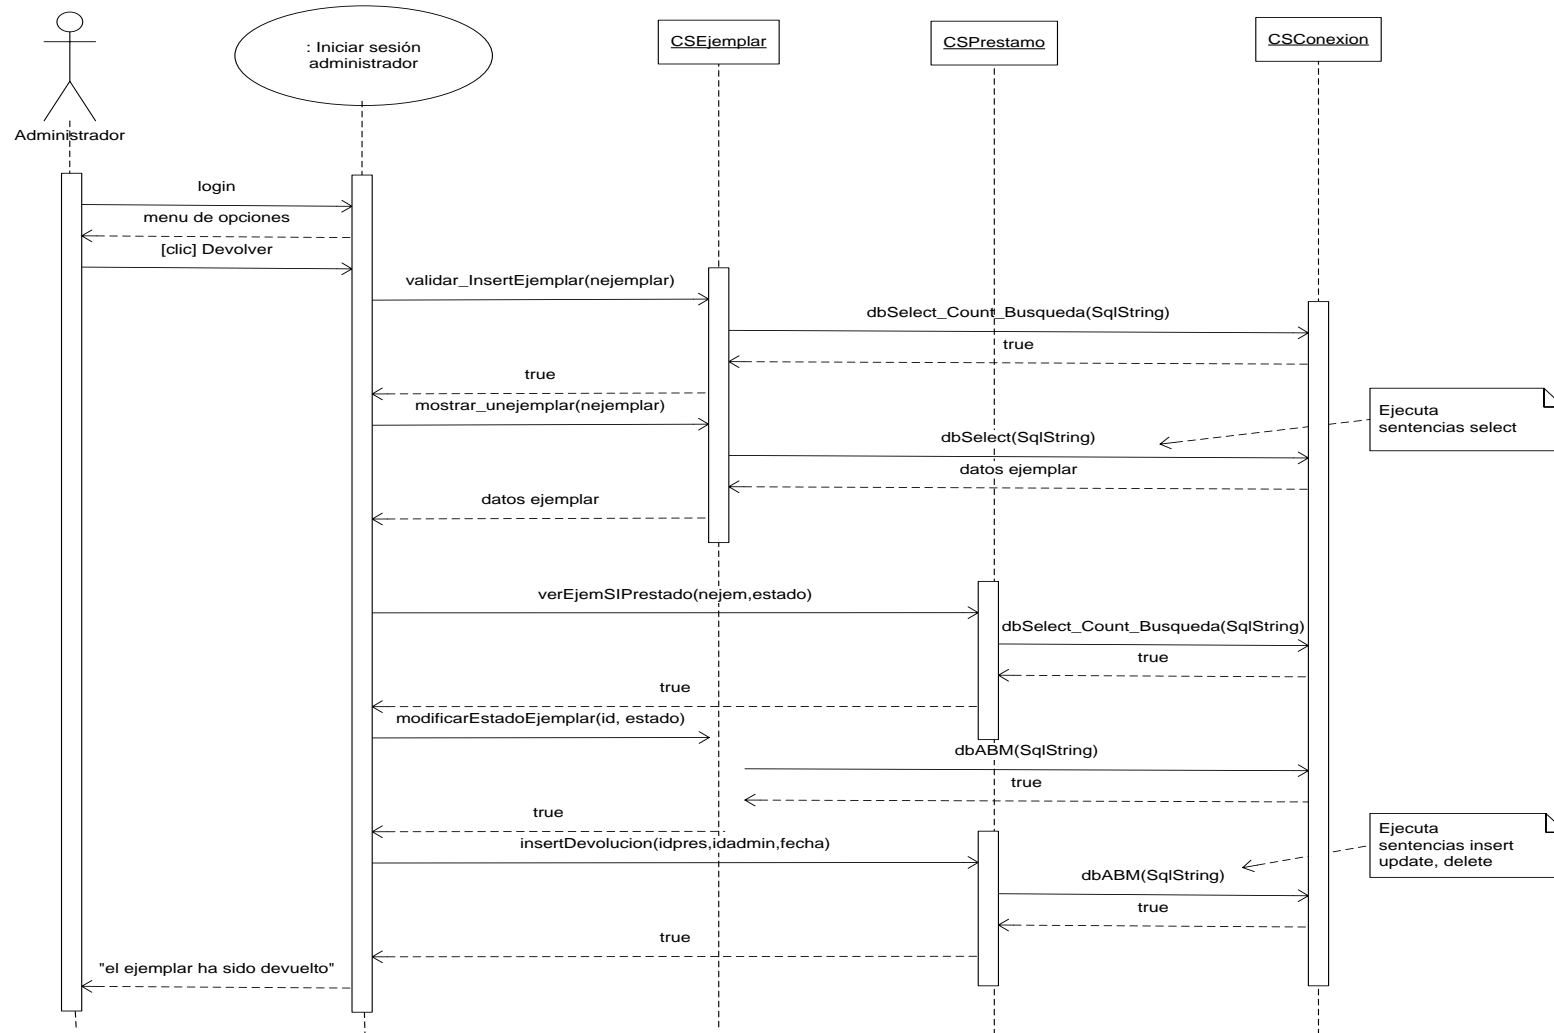 : Iniciar sesión
administrador
CSEjemplar
CSPrestamo
CSConexion
Administrador
login
menu de opciones
[clic] Devolver
validar_InsertEjemplar(nejemplar)
dbSelect_Count_Busqueda(SqlString)
true
true
mostrar_unejemplar(nejemplar)
Ejecuta
sentencias select
dbSelect(SqlString)
datos ejemplar
datos ejemplar
verEjemSIPrestado(nejem,estado)
dbSelect_Count_Busqueda(SqlString)
true
true
modificarEstadoEjemplar(id, estado)
dbABM(SqlString)
true
true
insertDevolucion(idpres,idadmin,fecha)
Ejecuta
sentencias insert
update, delete
dbABM(SqlString)
true
true
"el ejemplar ha sido devuelto"